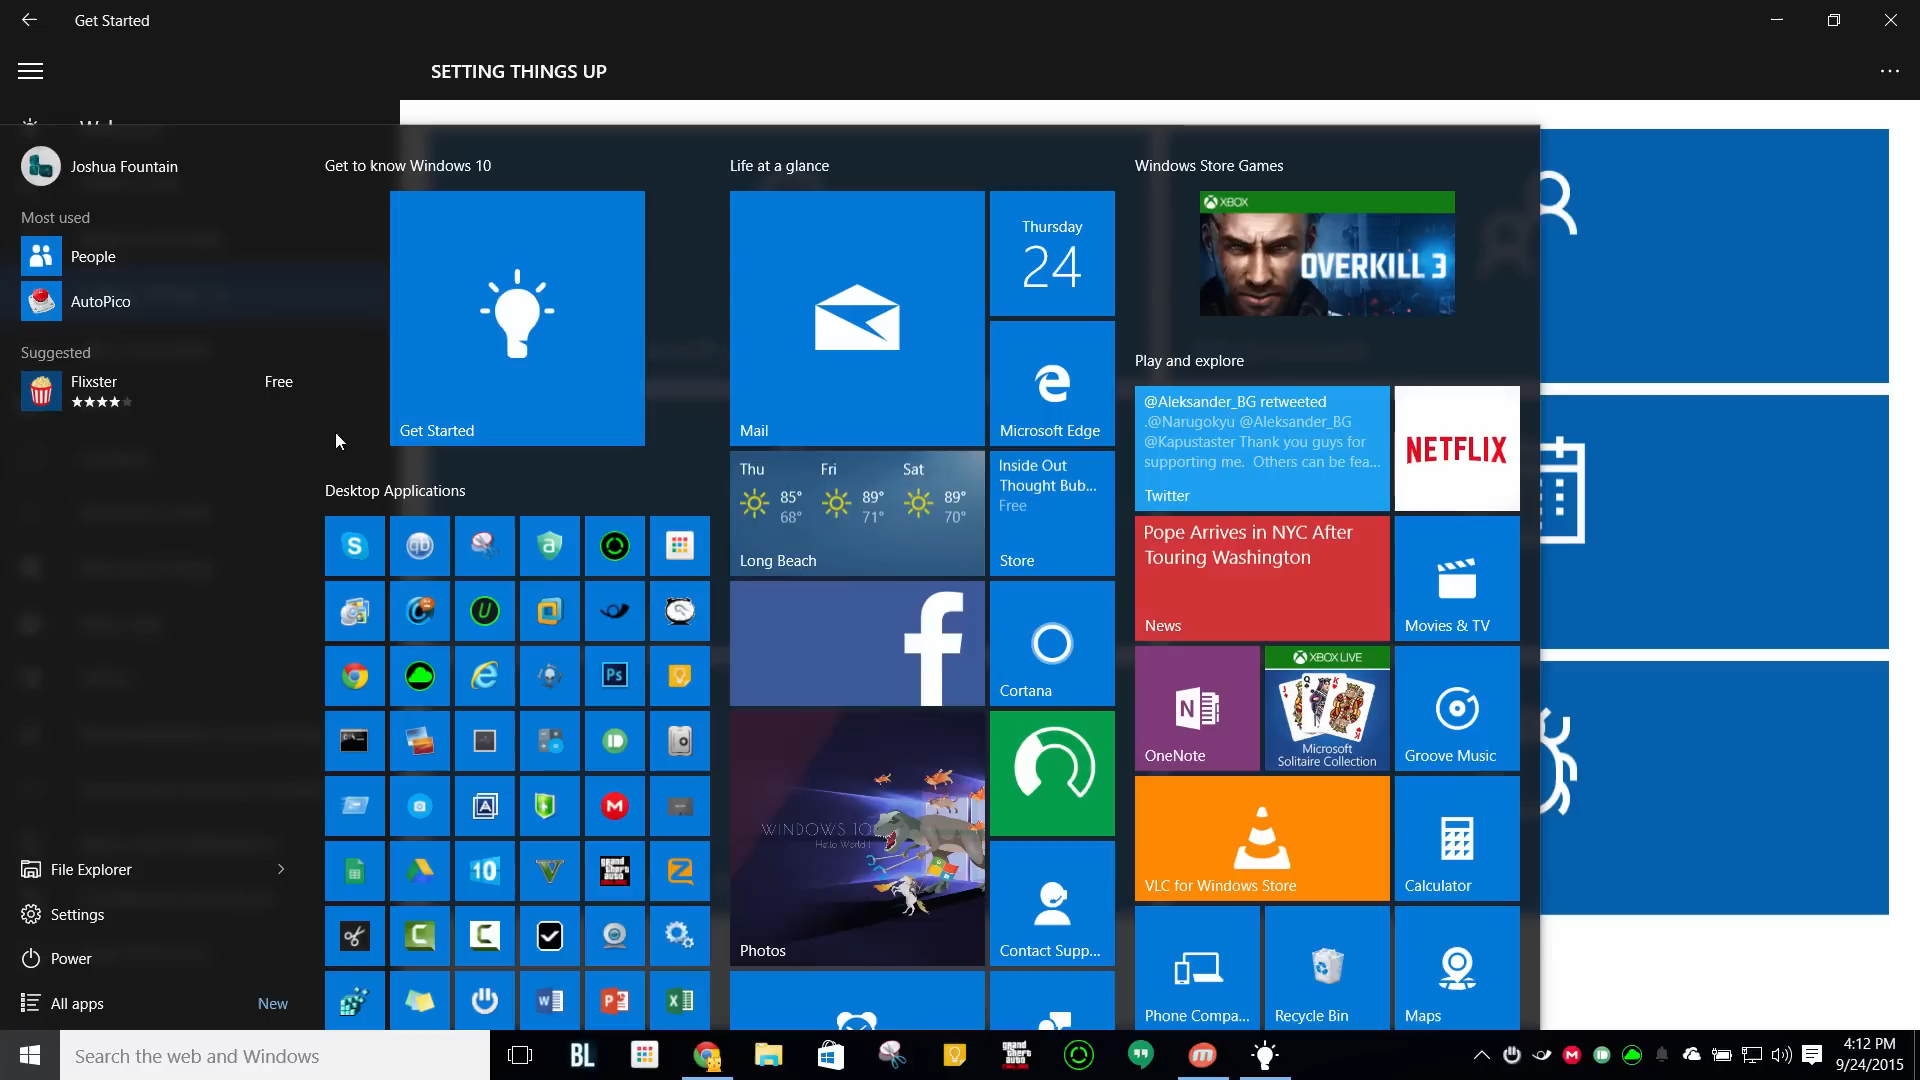 Get Started
SETTING THINGS UP
Joshua Fountain
Most used
People
AutoPico
Suggested
Flixster
Free
File Explorer
Settings
Power
All apps
New
Get to know Windows 10
Get Started
Desktop Applications
Life at a glance
Thursday
24
Mail
Microsoft Edge
Thu
Fri
Sat
85°
68°
89°
71°
89°
70°
Long Beach
Inside Out
Thought Bub...
Free
Store
Cortana
WINDOWS 10
Hello World !
Photos
Contact Supp...
Windows Store Games
XBOX
OVERKILL 3
Play and explore
@Aleksander_BG retweeted
.@Narugokyu @Aleksander_BG
@Kapustaster Thank you guys for
supporting me.  Others can be fea...
Twitter
NETFLIX
Pope Arrives in NYC After
Touring Washington
News
Movies & TV
OneNote
XBOX LIVE
Microsoft
Solitaire Collection
Groove Music
VLC for Windows Store
Calculator
Phone Compa...
Recycle Bin
Maps
Search the web and Windows
BL
4:12 PM
9/24/2015